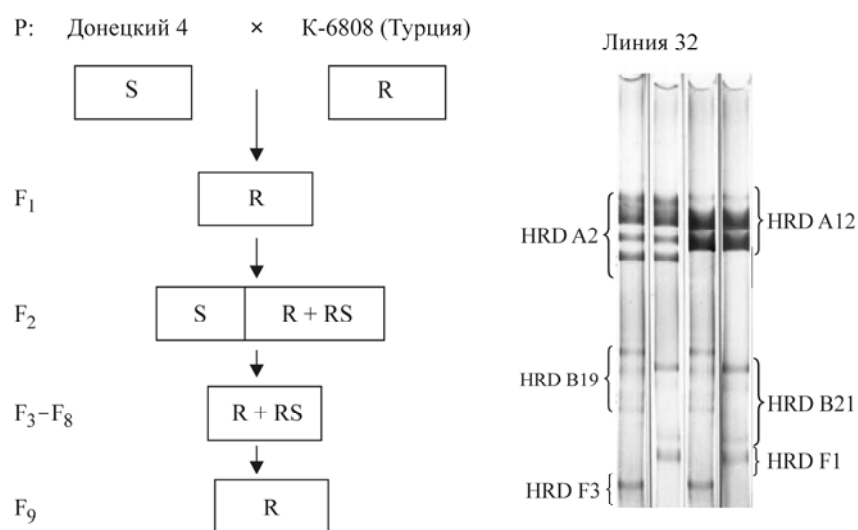 P: Донецкий 4 × К-6808 (Турция)
S R
F₁ R
F₂ S R + RS
F₃–F₈ R + RS
F₉ R
Линия 32
HRD A2 HRD A12
HRD B19 HRD B21
HRD F1
HRD F3